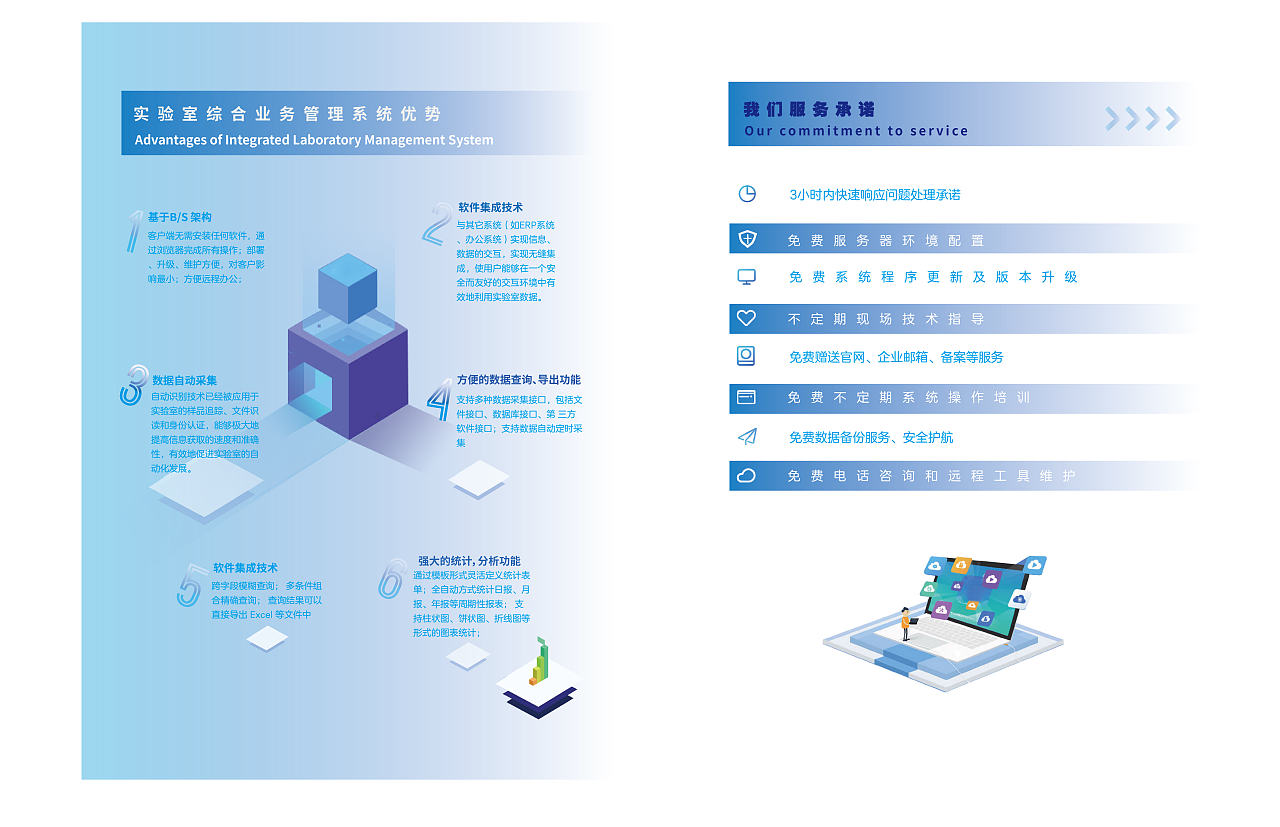 实验室综合业务管理系统优势
Advantages of Integrated Laboratory Management System
1
基于B/S 架构
客户端无需安装任何软件，通
过浏览器完成所有操作；部署
、升级、维护方便，对客户影
响最小；方便远程办公；
2
软件集成技术
与其它系统（如ERP系统
、办公系统）实现信息、
数据的交互，实现无缝集
成，使用户能够在一个安
全而友好的交互环境中有
效地利用实验室数据。
3
数据自动采集
自动识别技术已经被应用于
实验室的样品追踪、文件识
读和身份认证，能够极大地
提高信息获取的速度和准确
性，有效地促进实验室的自
动化发展。
4
方便的数据查询、导出功能
支持多种数据采集接口，包括文
件接口、数据库接口、第 三方
软件接口；支持数据自动定时采
集
5
软件集成技术
跨字段模糊查询； 多条件组
合精确查询； 查询结果可以
直接导出 Excel 等文件中
6
强大的统计，分析功能
通过模板形式灵活定义统计表
单；全自动方式统计日报、月
报、年报等周期性报表； 支
持柱状图、饼状图、折线图等
形式的图表统计；
我们服务承诺
Our commitment to service
3小时内快速响应问题处理承诺
免费服务器环境配置
免费系统程序更新及版本升级
不定期现场技术指导
免费赠送官网、企业邮箱、备案等服务
免费不定期系统操作培训
免费数据备份服务、安全护航
免费电话咨询和远程工具维护